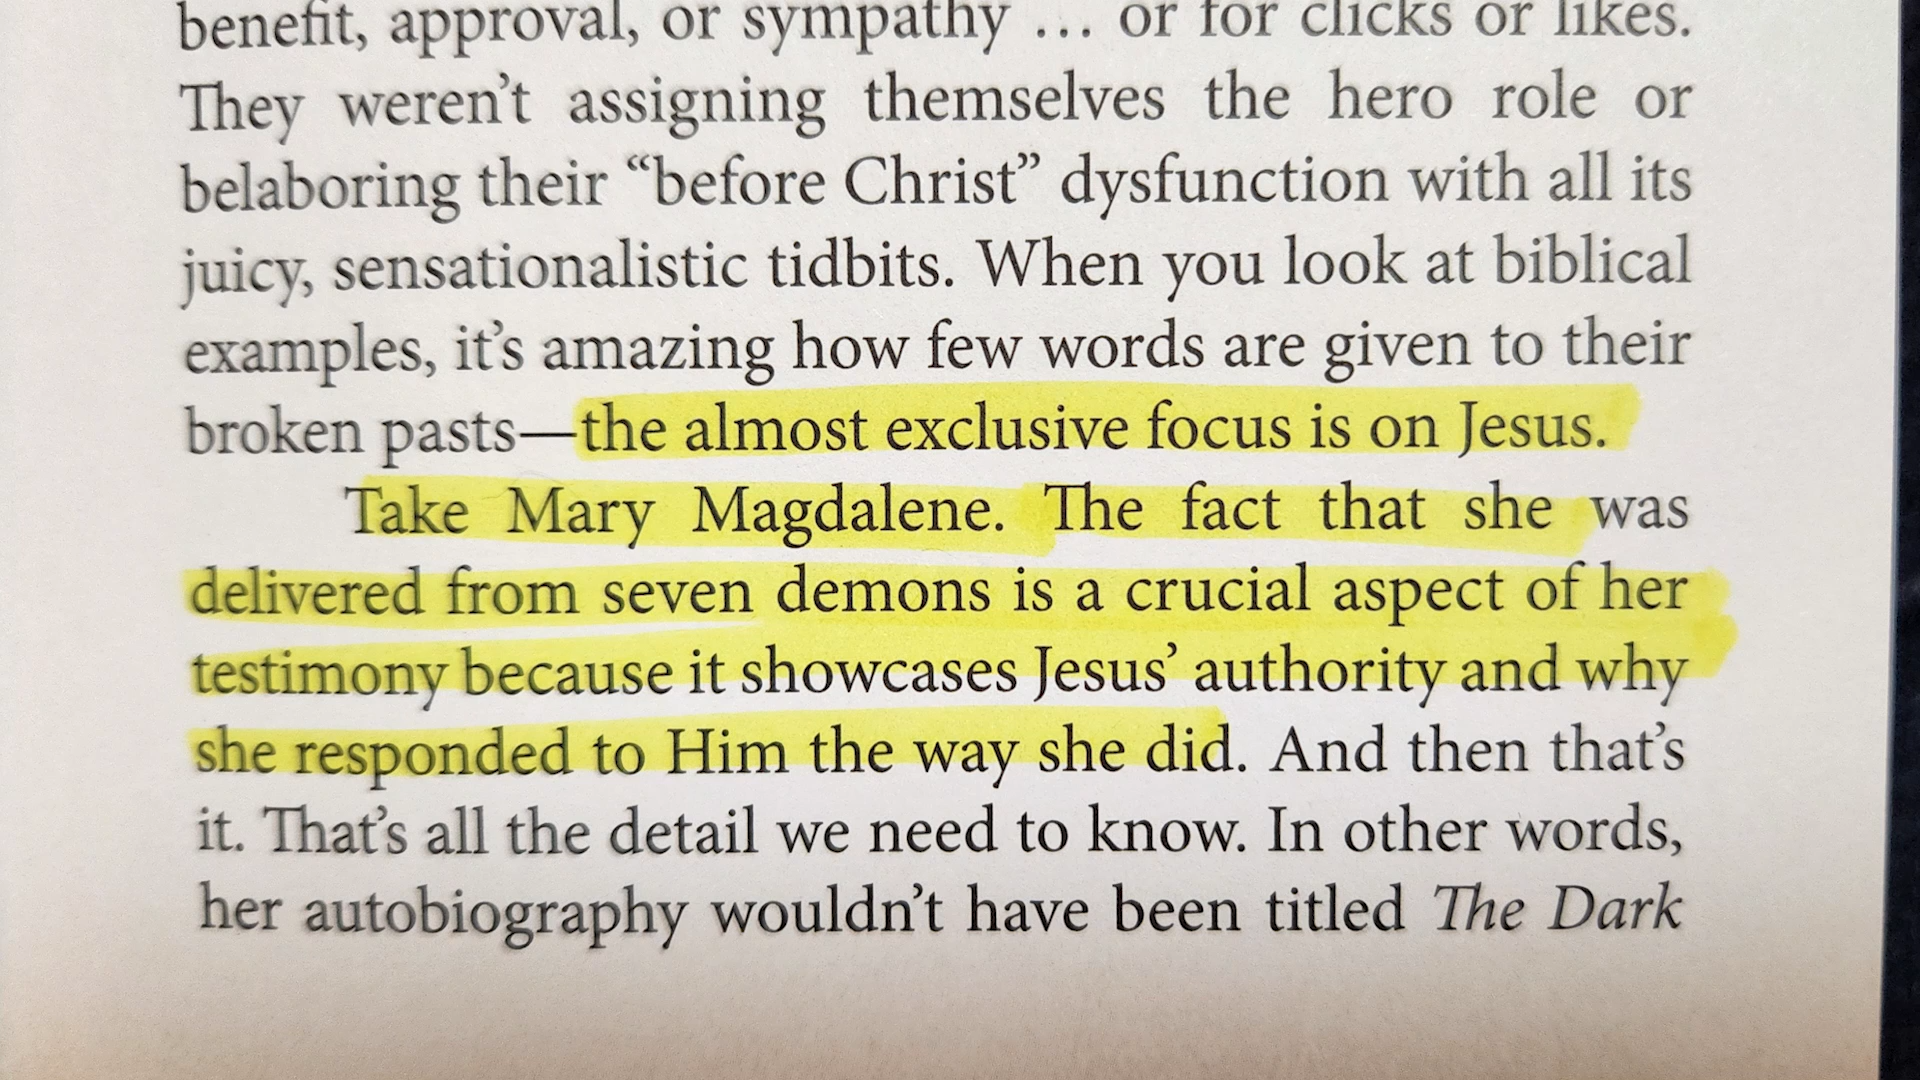 benefit, approval, or sympathy … or for clicks or likes.
They weren’t assigning themselves the hero role or
belaboring their “before Christ” dysfunction with all its
juicy, sensationalistic tidbits. When you look at biblical
examples, it’s amazing how few words are given to their
broken pasts—the almost exclusive focus is on Jesus.
Take Mary Magdalene. The fact that she was
delivered from seven demons is a crucial aspect of her
testimony because it showcases Jesus’ authority and why
she responded to Him the way she did. And then that’s
it. That’s all the detail we need to know. In other words,
her autobiography wouldn’t have been titled The Dark